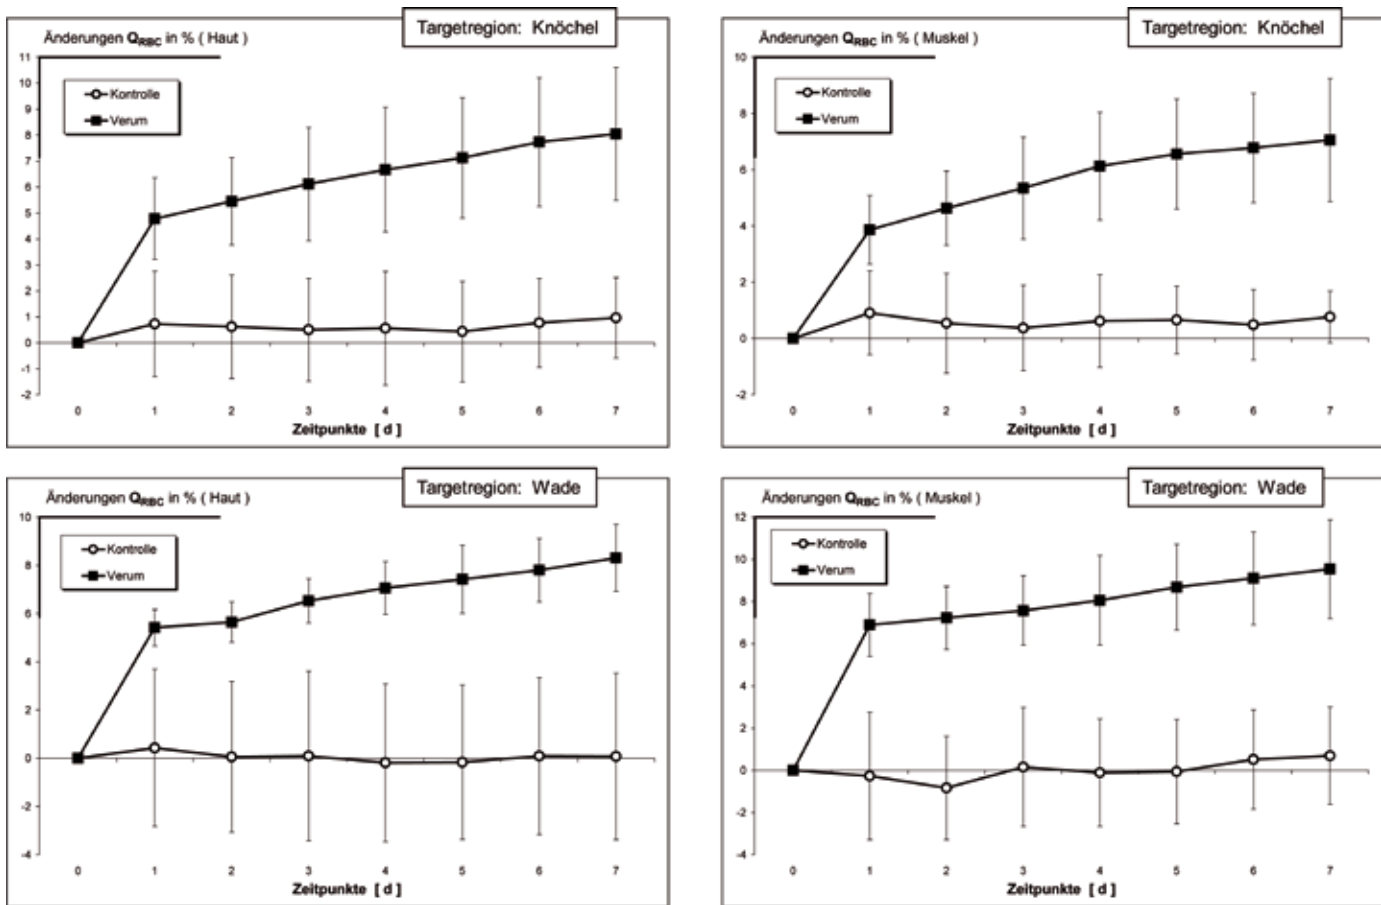 Targetregion: Knöchel
Änderungen QRBC in % ( Haut )
11
10
9
8
7
6
5
4
3
2
1
0
-1
-2
Kontrolle
Verum
0 1 2 3 4 5 6 7
Zeitpunkte [ d ]
Targetregion: Knöchel
Änderungen QRBC in % ( Muskel )
10
8
6
4
2
0
-2
Kontrolle
Verum
0 1 2 3 4 5 6 7
Zeitpunkte [ d ]
Targetregion: Wade
Änderungen QRBC in % ( Haut )
10
8
6
4
2
0
-2
-4
Kontrolle
Verum
0 1 2 3 4 5 6 7
Zeitpunkte [ d ]
Targetregion: Wade
Änderungen QRBC in % ( Muskel )
12
10
8
6
4
2
0
-2
-4
Kontrolle
Verum
0 1 2 3 4 5 6 7
Zeitpunkte [ d ]